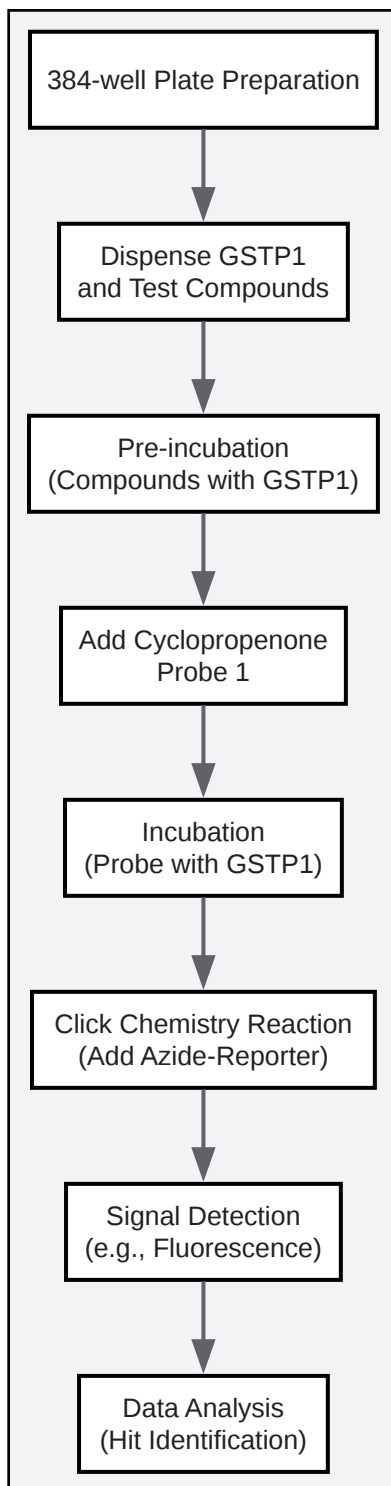 384-well Plate Preparation
Dispense GSTP1
and Test Compounds
Pre-incubation
(Compounds with GSTP1)
Add Cyclopropenone
Probe 1
Incubation
(Probe with GSTP1)
Click Chemistry Reaction
(Add Azide-Reporter)
Signal Detection
(e.g., Fluorescence)
Data Analysis
(Hit Identification)